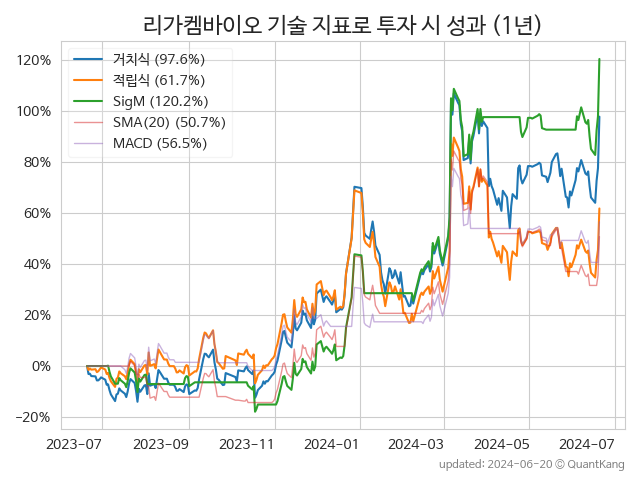 리가켐바이오 기술 지표로 투자 시 성과 (1년)
거치식 (97.6%)
적립식 (61.7%)
SigM (120.2%)
SMA(20) (50.7%)
MACD (56.5%)
120%
100%
80%
60%
40%
20%
0%
−20%
2023-07 2023-09 2023-11 2024-01 2024-03 2024-05 2024-07
updated: 2024-06-20 © QuantKang